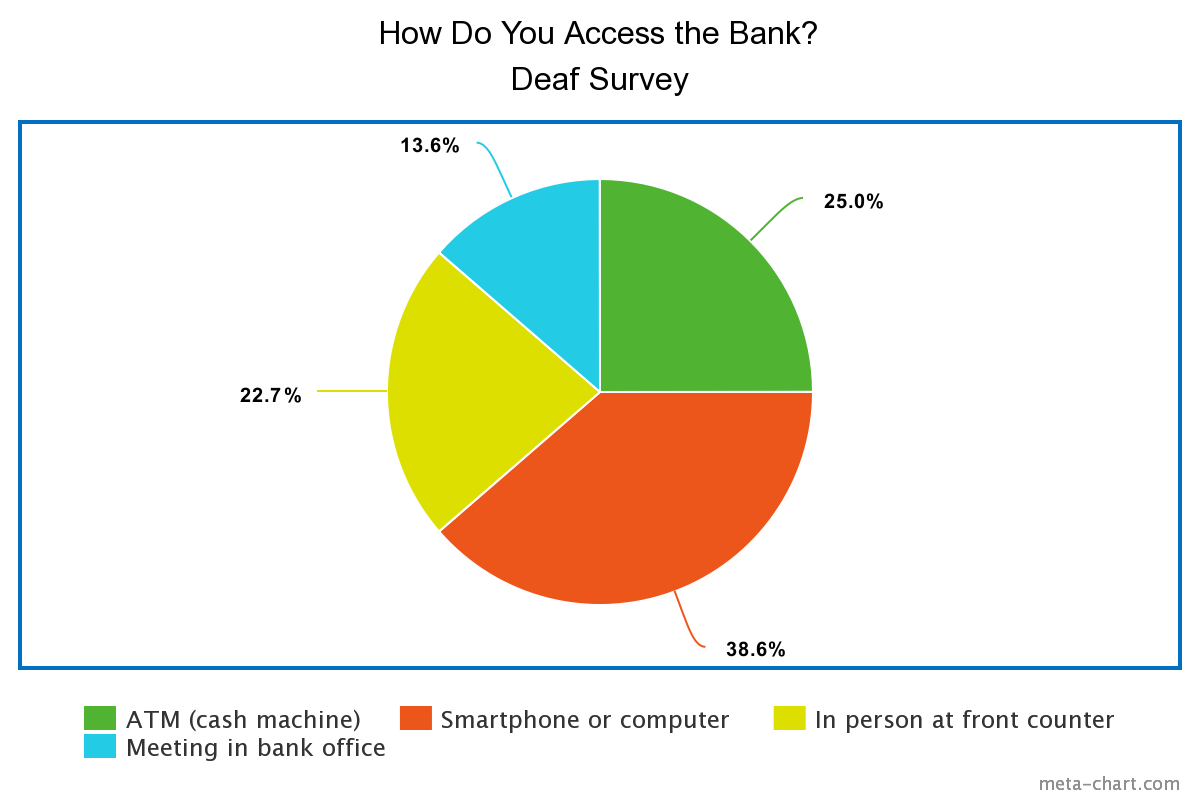 How Do You Access the Bank?
Deaf Survey
13.6%
25.0%
22.7%
38.6%
ATM (cash machine)
Smartphone or computer
In person at front counter
Meeting in bank office
meta-chart.com